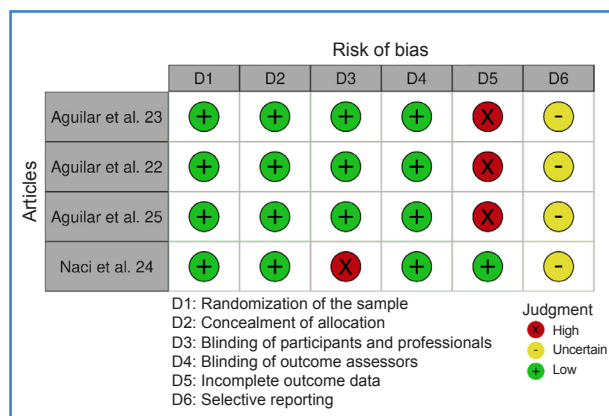 Risk of bias
D1 D2 D3 D4 D5 D6
Articles
Aguilar et al. 23 + + + + X -
Aguilar et al. 22 + + + + X -
Aguilar et al. 25 + + + + X -
Naci et al. 24 + + X + + -
D1: Randomization of the sample
D2: Concealment of allocation
D3: Blinding of participants and professionals
D4: Blinding of outcome assessors
D5: Incomplete outcome data
D6: Selective reporting
Judgment
X High
- Uncertain
+ Low